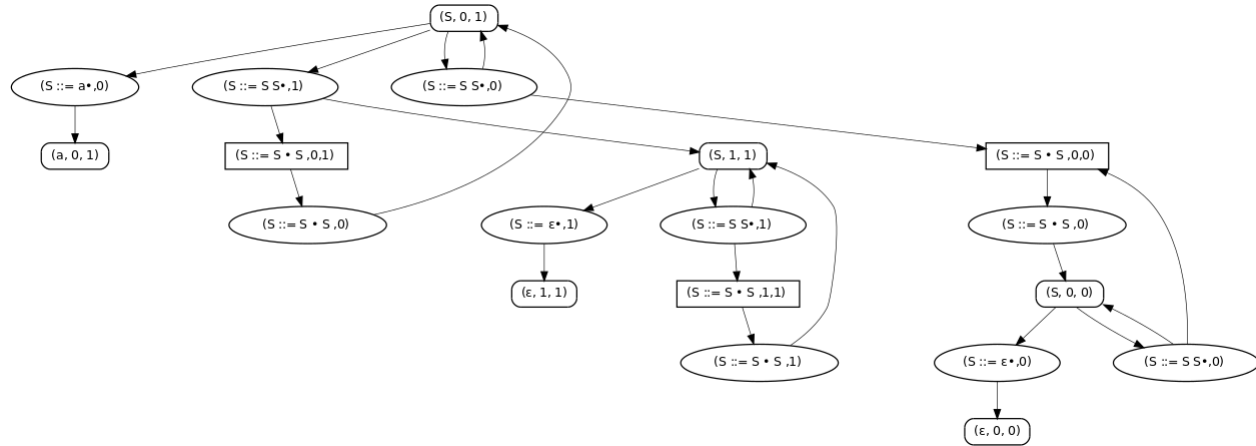 (S, 0, 1)
(S ::= a•,0)
(S ::= S S•,1)
(S ::= S S•,0)
(a, 0, 1)
(S ::= S • S ,0,1)
(S, 1, 1)
(S ::= S • S ,0,0)
(S ::= S • S ,0)
(S ::= ε•,1)
(S ::= S S•,1)
(S ::= S • S ,0)
(ε, 1, 1)
(S ::= S • S ,1,1)
(S, 0, 0)
(S ::= S • S ,1)
(S ::= ε•,0)
(S ::= S S•,0)
(ε, 0, 0)